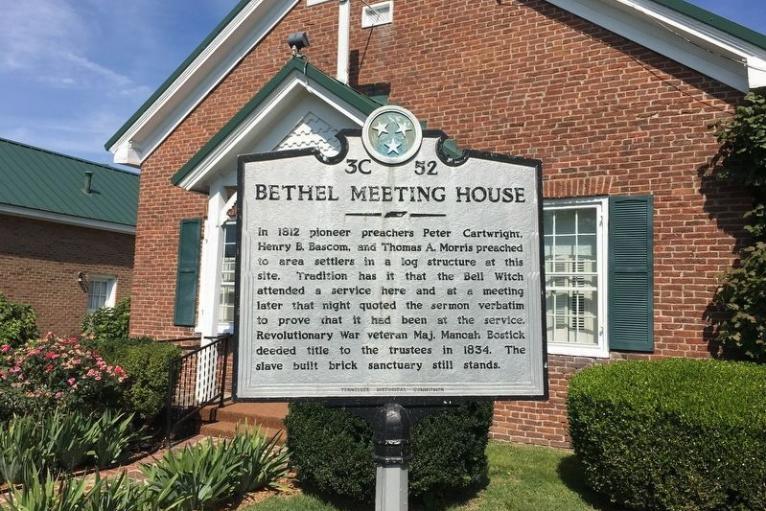 3C 52
BETHEL MEETING HOUSE
In 1812 pioneer preachers Peter Cartwright,
Henry B. Bascom, and Thomas A. Morris preached
to area settlers in a log structure at this
site. Tradition has it that the Bell Witch
attended a service here and at a meeting
later that night quoted the sermon verbatim
to prove that it had been at the service.
Revolutionary War veteran Maj. Manoah Bostick
deeded title to the trustees in 1834. The
slave built brick sanctuary still stands.
TENNESSEE HISTORICAL COMMISSION